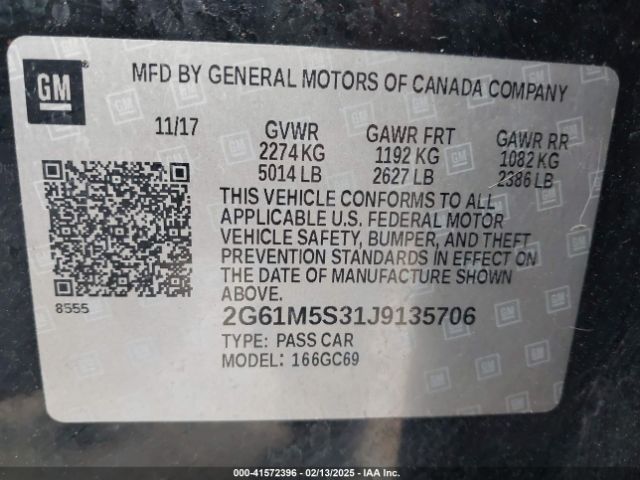 GM
MFD BY GENERAL MOTORS OF CANADA COMPANY
11/17 GVWR GAWR FRT GAWR RR
2274 KG 1192 KG 1082 KG
5014 LB 2627 LB 2386 LB
THIS VEHICLE CONFORMS TO ALL
APPLICABLE U.S. FEDERAL MOTOR
VEHICLE SAFETY, BUMPER, AND THEFT
PREVENTION STANDARDS IN EFFECT ON
THE DATE OF MANUFACTURE SHOWN
ABOVE.
8555
2G61M5S31J9135706
TYPE: PASS CAR
MODEL: 166GC69
000-41572396 - 02/13/2025 - IAA Inc.